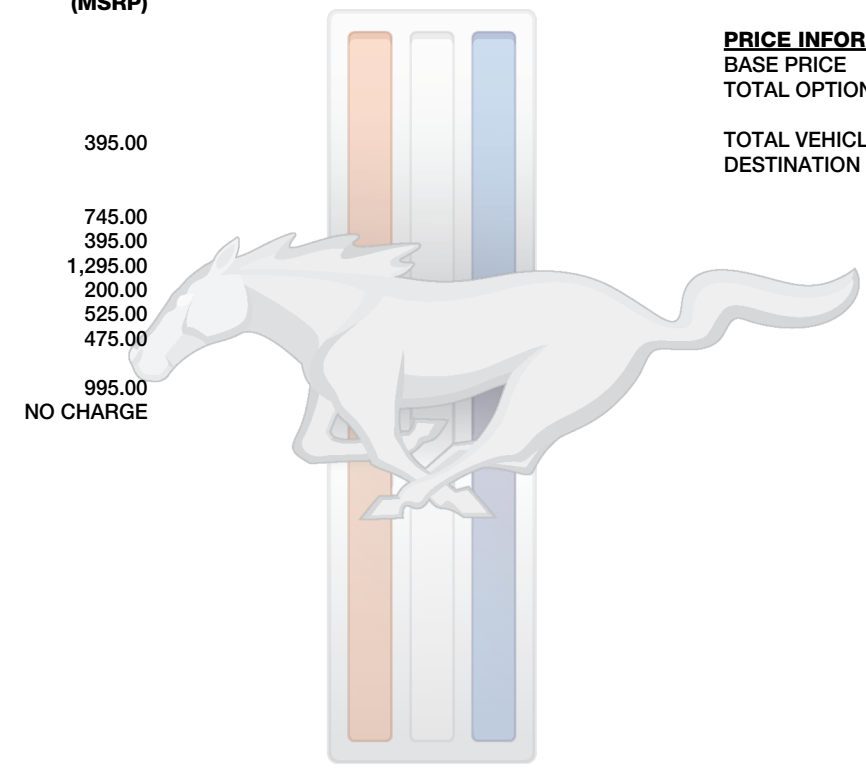 (MSRP)
395.00
745.00
395.00
1,295.00
200.00
525.00
475.00
995.00
NO CHARGE
PRICE INFOR
BASE PRICE
TOTAL OPTION
TOTAL VEHICL
DESTINATION